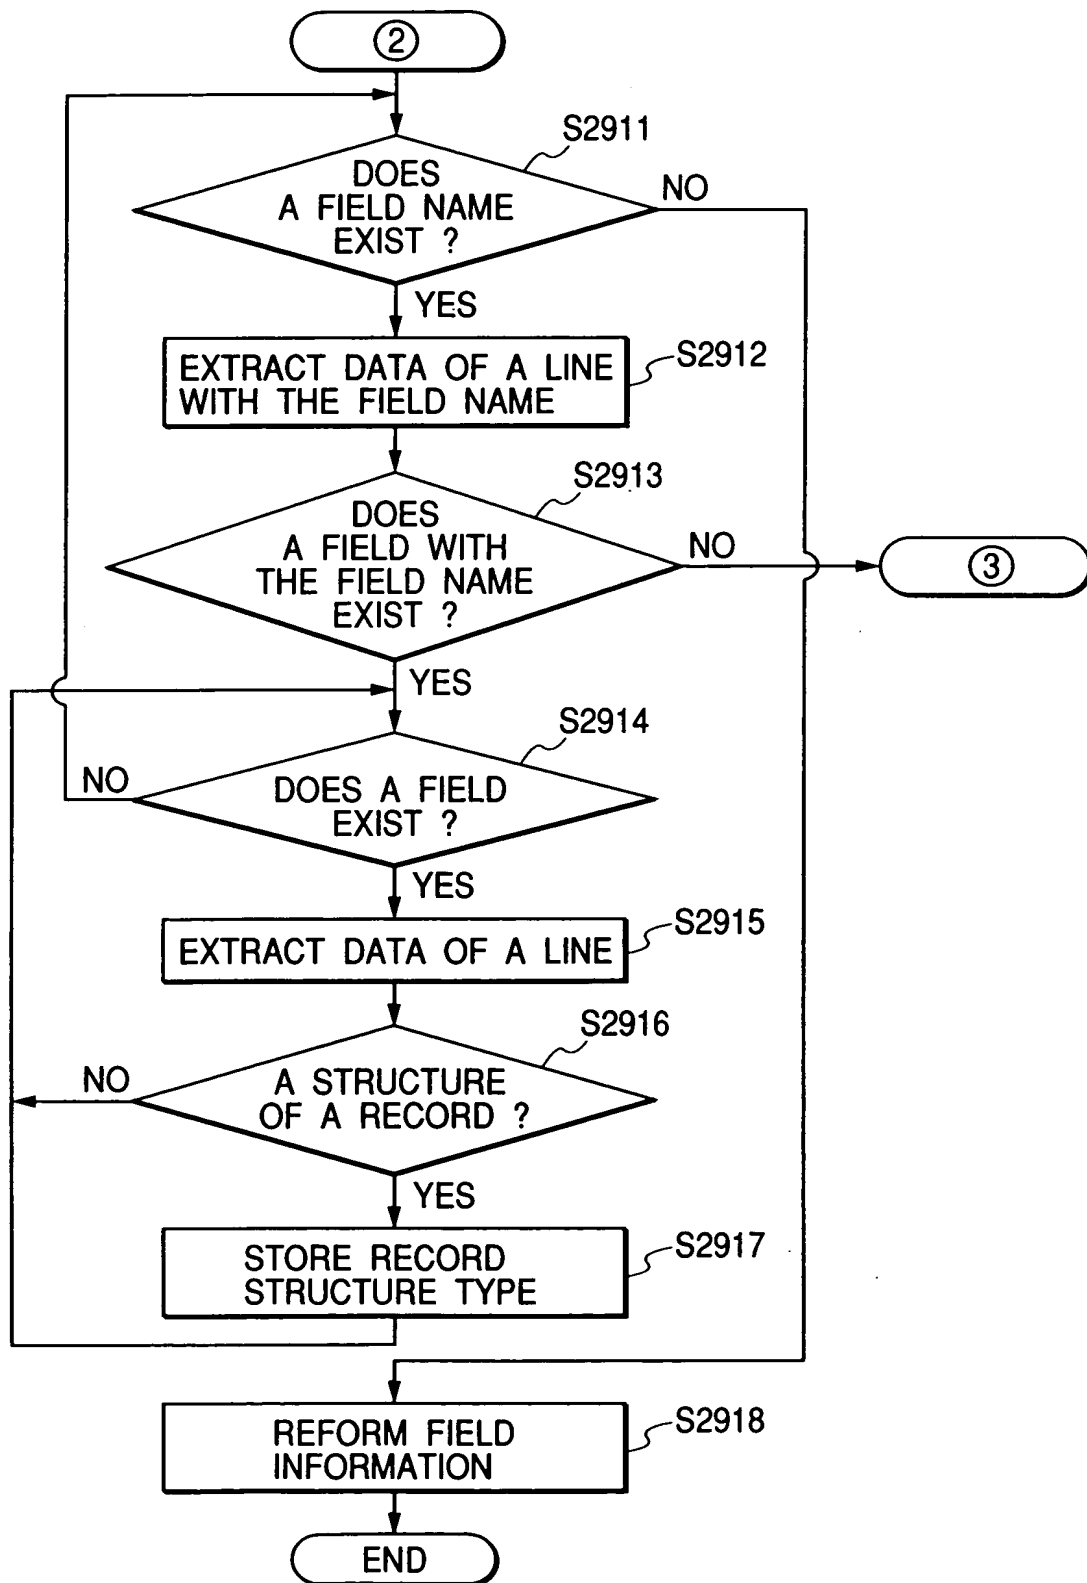 ②
S2911
DOES
A FIELD NAME
EXIST ?
NO
YES
S2912
EXTRACT DATA OF A LINE
WITH THE FIELD NAME
S2913
DOES
A FIELD WITH
THE FIELD NAME
EXIST ?
NO
③
YES
S2914
NO
DOES A FIELD
EXIST ?
YES
S2915
EXTRACT DATA OF A LINE
S2916
NO
A STRUCTURE
OF A RECORD ?
YES
S2917
STORE RECORD
STRUCTURE TYPE
S2918
REFORM FIELD
INFORMATION
END